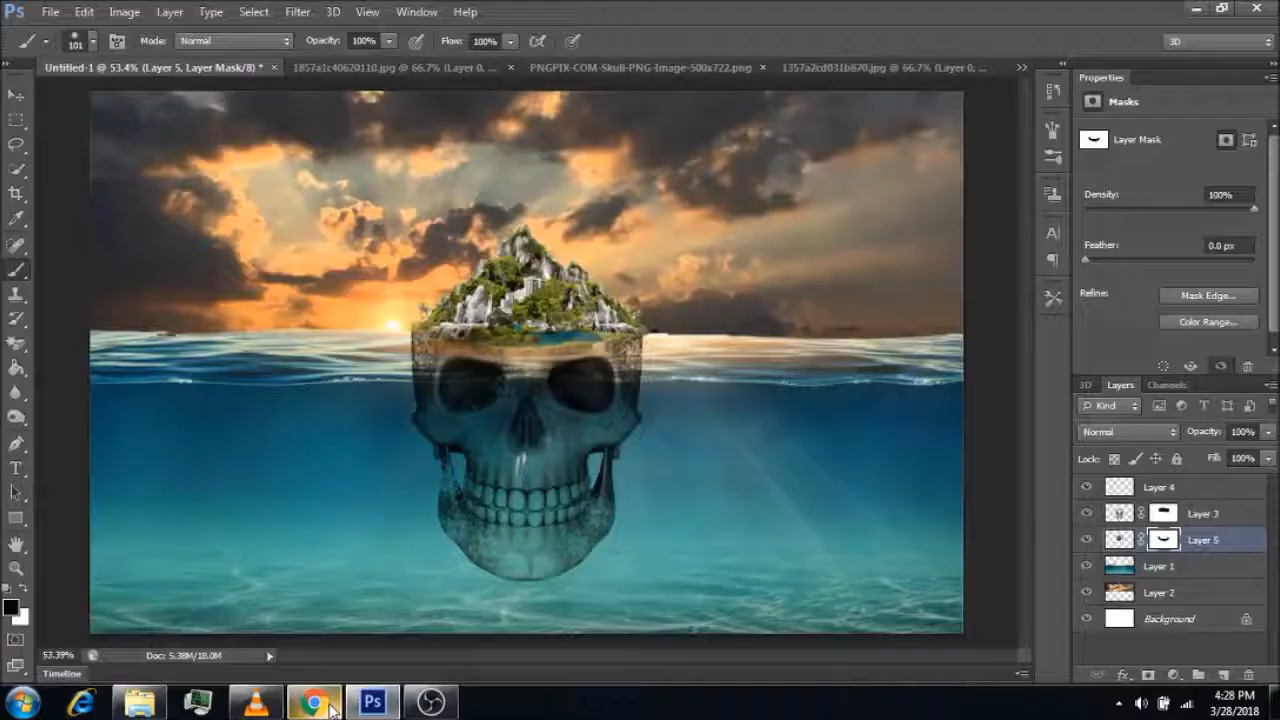 Ps File Edit Image Layer Type Select Filter 3D View Window Help
101 Mode: Normal Opacity: 100% Flow: 100% 3D
Untitled-1 @ 53.4% (Layer 5, Layer Mask/8) * × 1857a1c40620110.jpg @ 66.7% (Layer 0, ... × PNGPIX-COM-Skull-PNG-Image-500x722.png × 1357a2cd031b870.jpg @ 66.7% (Layer 0, ...
Properties
Masks
Layer Mask
Density: 100%
Feather: 0.0 px
Refine: Mask Edge...
Color Range...
3D Layers Channels
Kind
Normal Opacity: 100%
Lock: Fill: 100%
Layer 4
Layer 3
Layer 5
Layer 1
Layer 2
Background
53.39% Doc: 5.38M/18.0M
Timeline
Ps
4:28 PM
3/28/2018